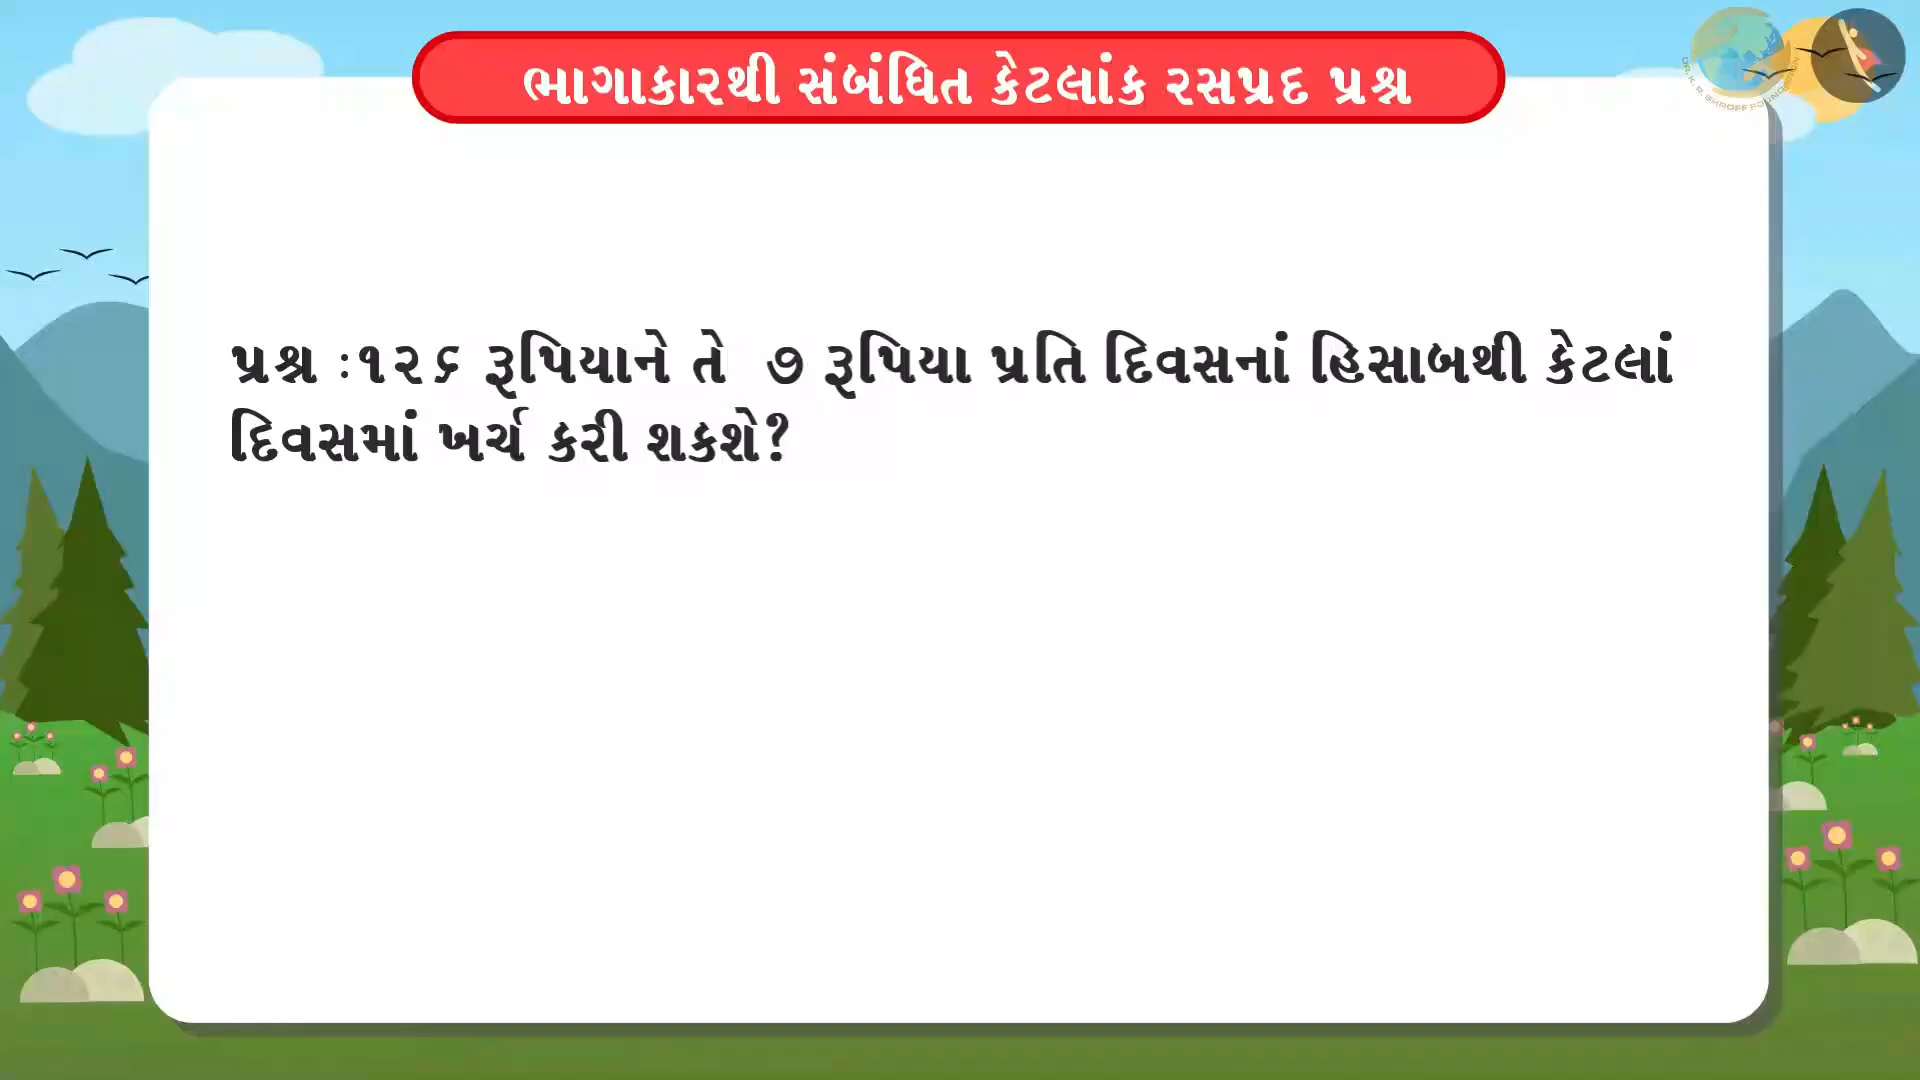 ભાગાકારથી સંબંધિત કેટલાંક રસપ્રદ પ્રશ્ન
પ્રશ્ન :૧૨૬ રૂપિયાને તે ૭ રૂપિયા પ્રતિ દિવસનાં હિસાબથી કેટલાં
દિવસમાં ખર્ચ કરી શકશે?